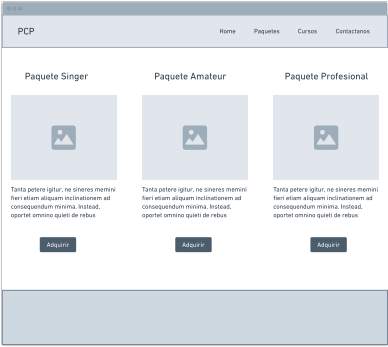 PCP
Home Paquetes Cursos Contactanos
Paquete Singer Paquete Amateur Paquete Profesional
Tanta petere igitur, ne sineres memini
fieri etiam aliquam inclinationem ad
consequendum minima. Instead,
oportet omnino quieti de rebus
Tanta petere igitur, ne sineres memini
fieri etiam aliquam inclinationem ad
consequendum minima. Instead,
oportet omnino quieti de rebus
Tanta petere igitur, ne sineres memini
fieri etiam aliquam inclinationem ad
consequendum minima. Instead,
oportet omnino quieti de rebus
Adquirir Adquirir Adquirir